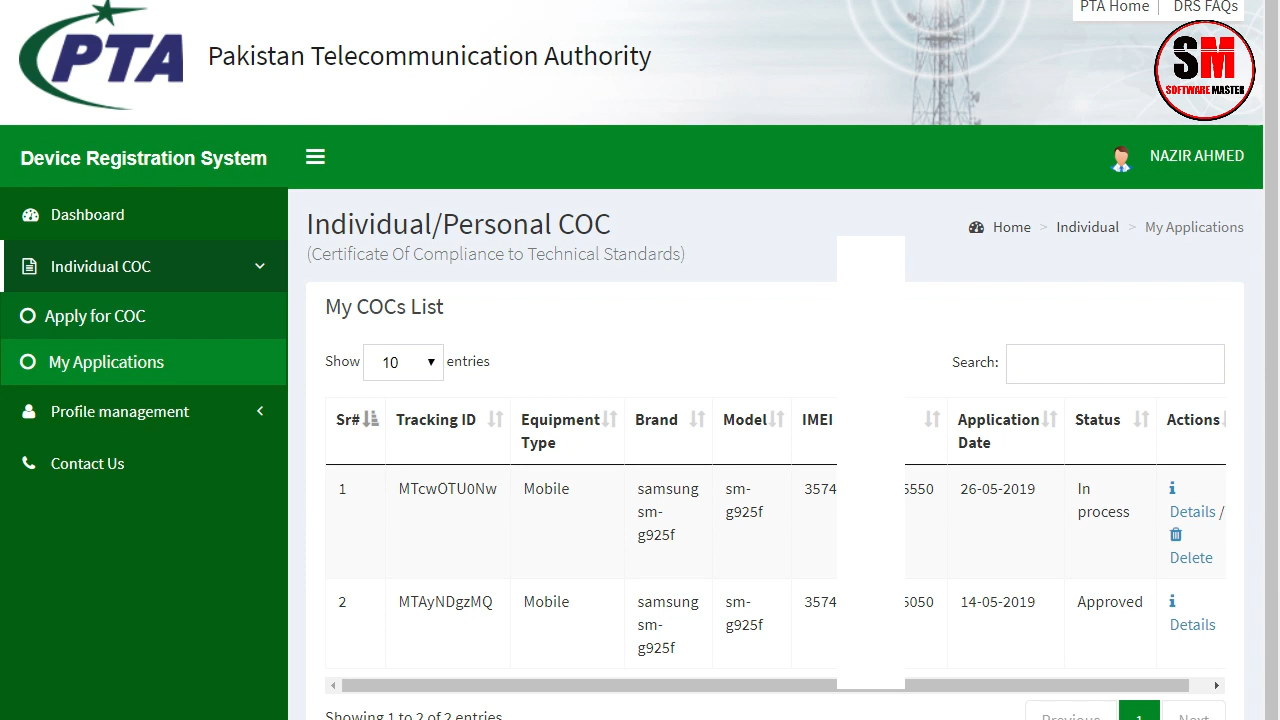 PTA Home | DRS FAQs
PTA Pakistan Telecommunication Authority
SM
SOFTWARE MASTER
Device Registration System
NAZIR AHMED
Dashboard
Individual COC
Apply for COC
My Applications
Profile management
Contact Us
Individual/Personal COC
(Certificate Of Compliance to Technical Standards)
Home > Individual > My Applications
My COCs List
Show 10 entries
Search:
Sr# Tracking ID Equipment Type Brand Model IMEI Application Date Status Actions
1 MTcwOTU0Nw Mobile samsung sm-g925f sm-g925f 3574 5550 26-05-2019 In process Details / Delete
2 MTAyNDgzMQ Mobile samsung sm-g925f sm-g925f 3574 5050 14-05-2019 Approved Details
Showing 1 to 2 of 2 entries
Previous 1 Next